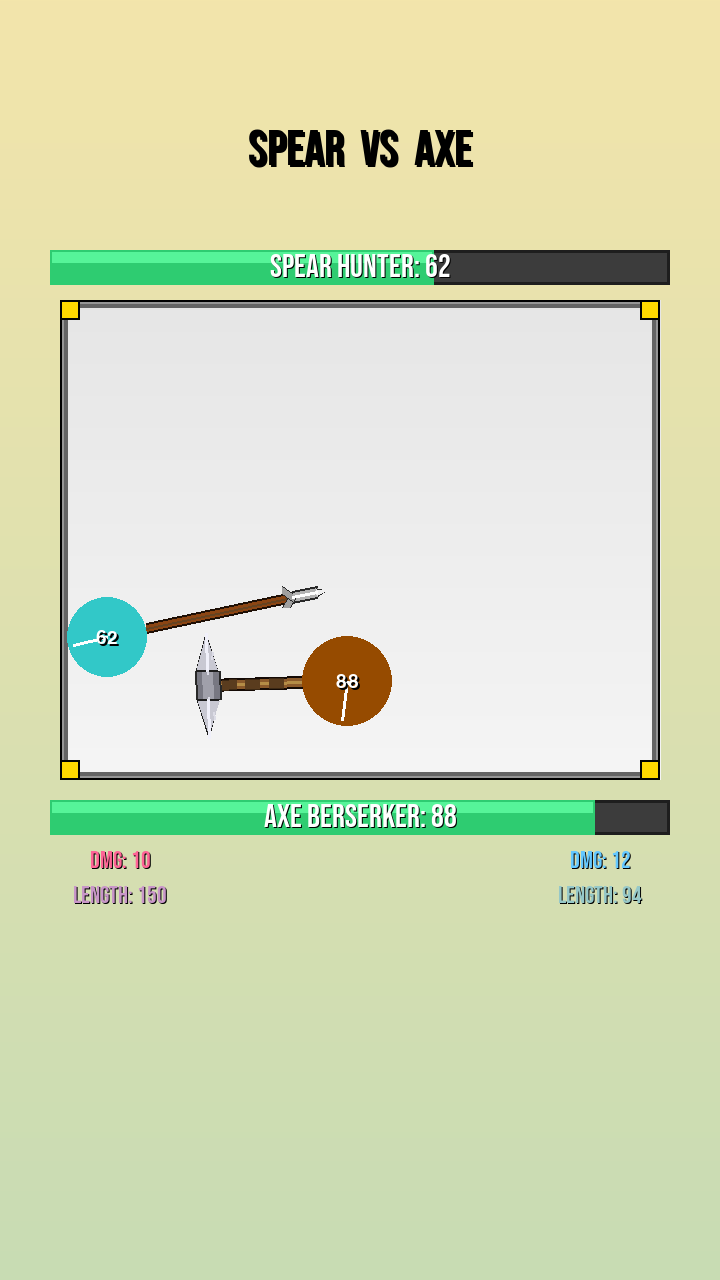 SPEAR VS AXE
SPEAR HUNTER: 62
62
88
AXE BERSERKER: 88
DMG: 10
DMG: 12
LENGTH: 150
LENGTH: 94